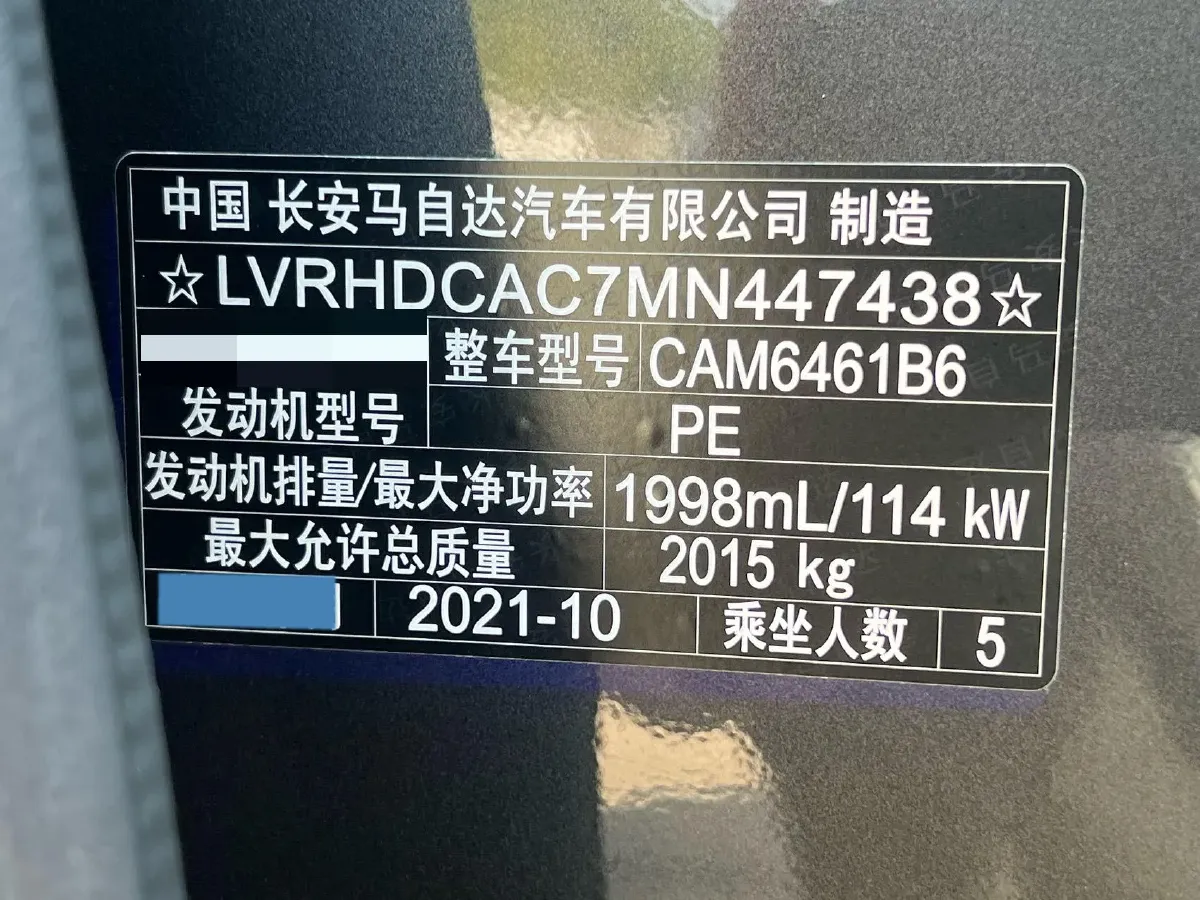 中国 长安马自达汽车有限公司 制造
☆LVRHDCAC7MN447438☆
整车型号 CAM6461B6
发动机型号 PE
发动机排量/最大净功率 1998mL/114 kW
最大允许总质量 2015 kg
2021-10 乘坐人数 5